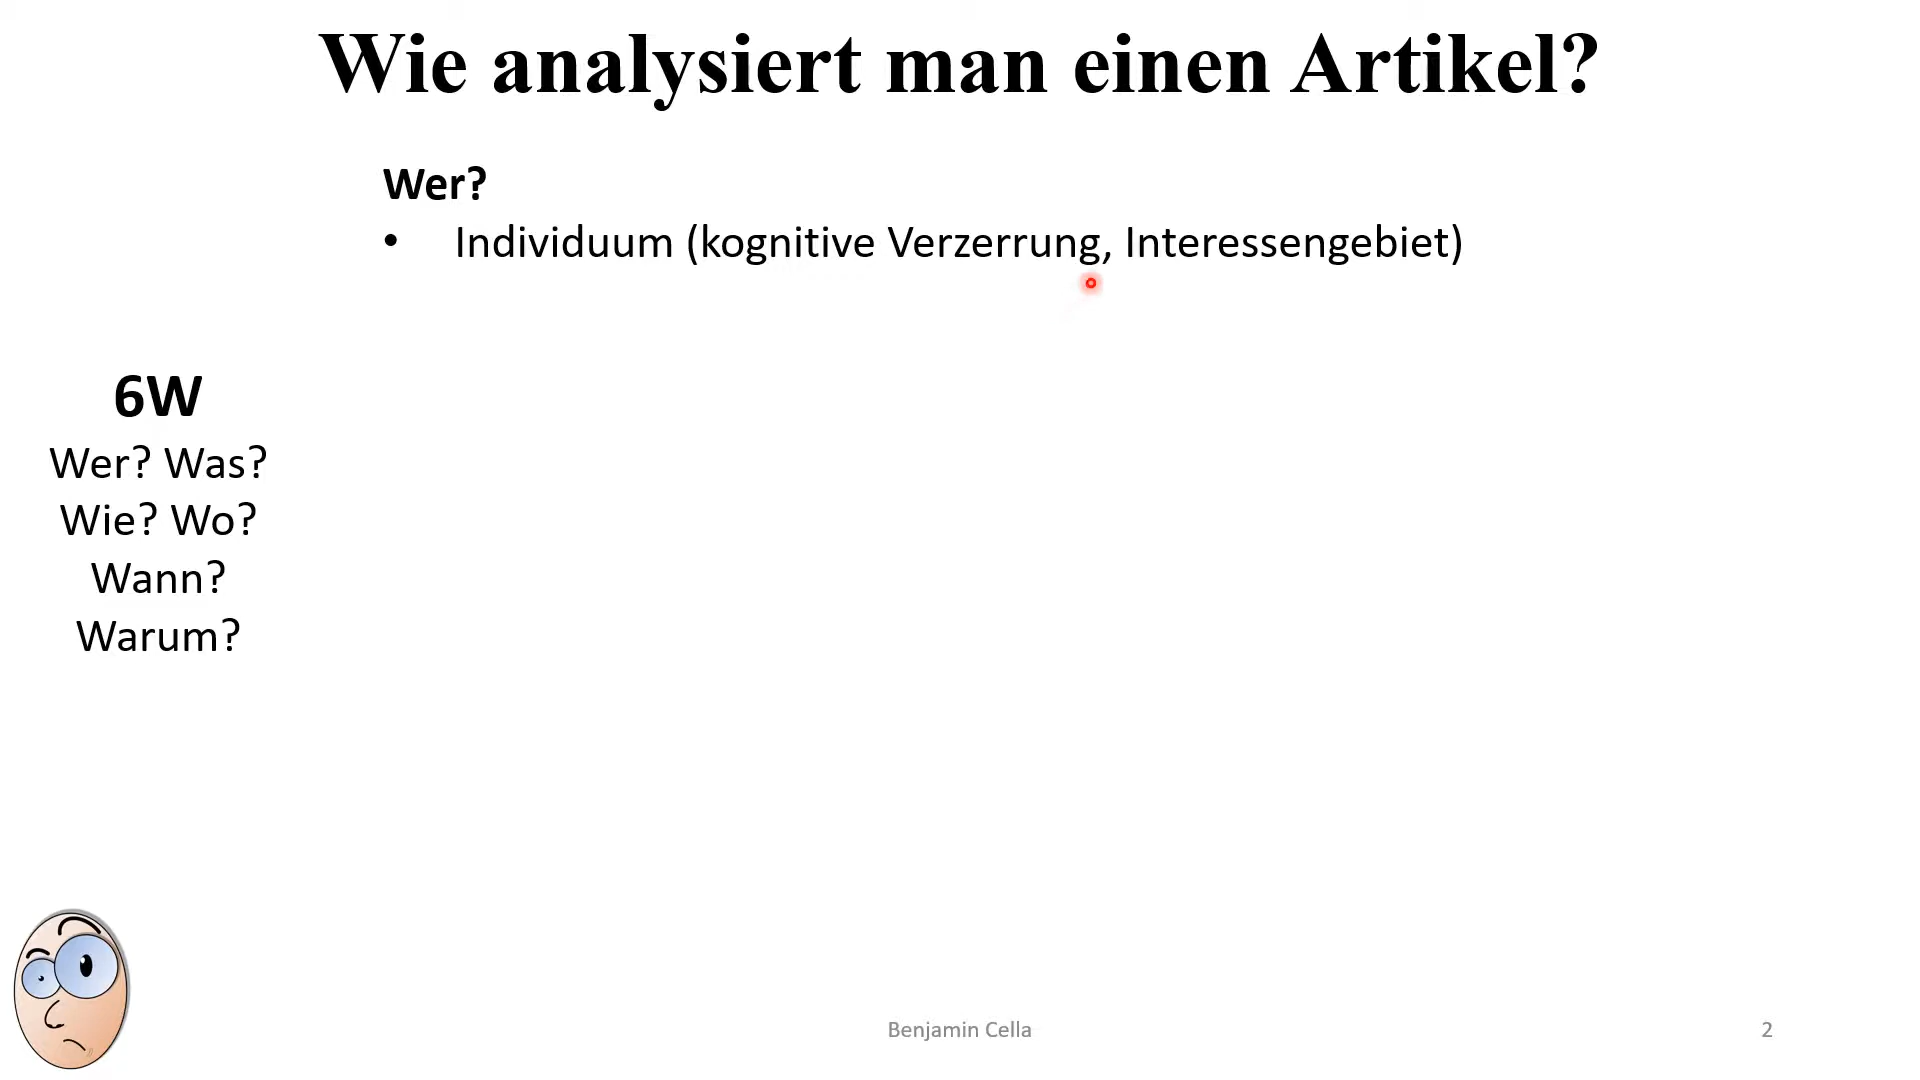 Wie analysiert man einen Artikel?
Wer?
• Individuum (kognitive Verzerrung, Interessengebiet)
6W
Wer? Was?
Wie? Wo?
Wann?
Warum?
Benjamin Cella
2